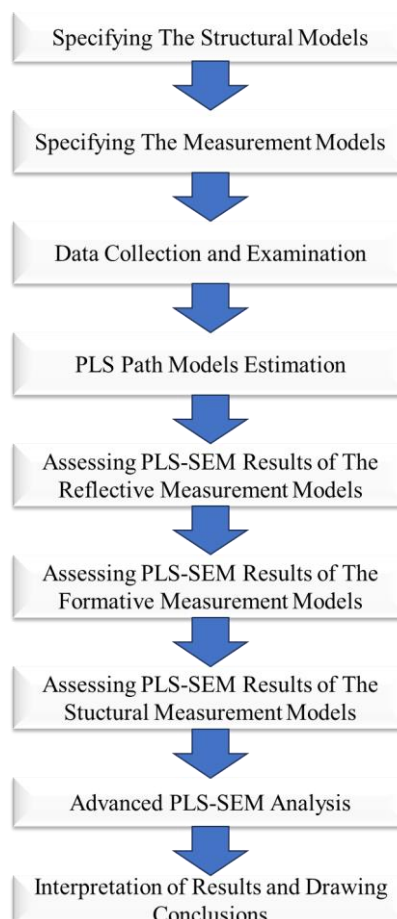 Specifying The Structural Models
Specifying The Measurement Models
Data Collection and Examination
PLS Path Models Estimation
Assessing PLS-SEM Results of The
Reflective Measurement Models
Assessing PLS-SEM Results of The
Formative Measurement Models
Assessing PLS-SEM Results of The
Stuctural Measurement Models
Advanced PLS-SEM Analysis
Interpretation of Results and Drawing
Conclusions